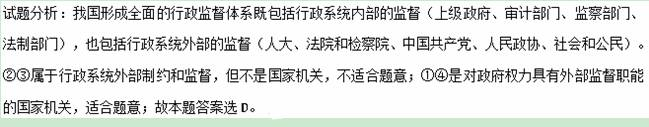 试题分析：我国形成全面的行政监督体系既包括行政系统内部的监督（上级政府、审计部门、监察部门、
法制部门），也包括行政系统外部的监督（人大、法院和检察院、中国共产党、人民政协、社会和公民）。
②③属于行政系统外部制约和监督，但不是国家机关，不适合题意；①④是对政府权力具有外部监督职能
的国家机关，适合题意；故本题答案选 D。